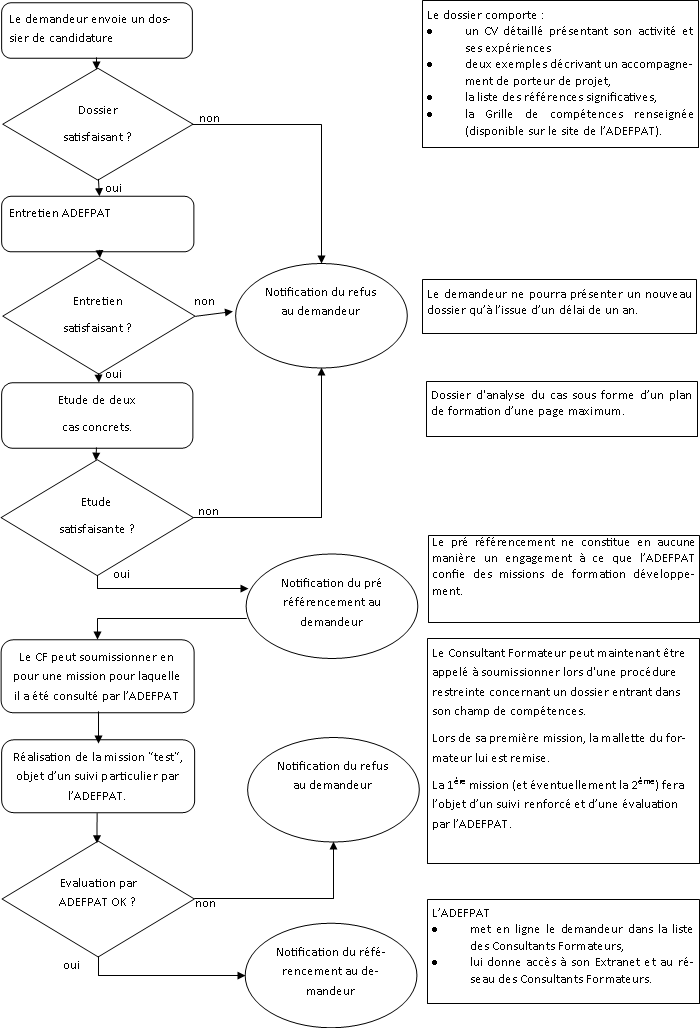 Le demandeur envoie un dos-
sier de candidature
Le dossier comporte :
● un CV détaillé présentant son activité et
ses expériences
● deux exemples décrivant un accompagne-
ment de porteur de projet,
● la liste des références significatives,
● la Grille de compétences renseignée
(disponible sur le site de l'ADEFPAT).
Dossier
satisfaisant ?
non
oui
Entretien ADEFPAT
Entretien
satisfaisant ?
non
oui
Notification du refus
au demandeur
Le demandeur ne pourra présenter un nouveau
dossier qu'à l'issue d'un délai de un an.
Etude de deux
cas concrets.
Dossier d'analyse du cas sous forme d'un plan
de formation d'une page maximum.
Etude
satisfaisante ?
non
oui
Notification du pré
référencement au
demandeur
Le pré référencement ne constitue en aucune
manière un engagement à ce que l'ADEFPAT
confie des missions de formation développe-
ment.
Le CF peut soumissionner en
pour une mission pour laquelle
il a été consulté par l'ADEFPAT
Le Consultant Formateur peut maintenant être
appelé à soumissionner lors d'une procédure
restreinte concernant un dossier entrant dans
son champ de compétences.
Lors de sa première mission, la mallette du for-
mateur lui est remise.
La 1ère mission (et éventuellement la 2ème) fera
l'objet d'un suivi renforcé et d'une évaluation
par l'ADEFPAT.
Réalisation de la mission "test",
objet d'un suivi particulier par
l'ADEFPAT.
Notification du refus
au demandeur
Evaluation par
ADEFPAT OK ?
non
oui
Notification du réfé-
rencement au de-
mandeur
L'ADEFPAT
● met en ligne le demandeur dans la liste
des Consultants Formateurs,
● lui donne accès à son Extranet et au ré-
seau des Consultants Formateurs.